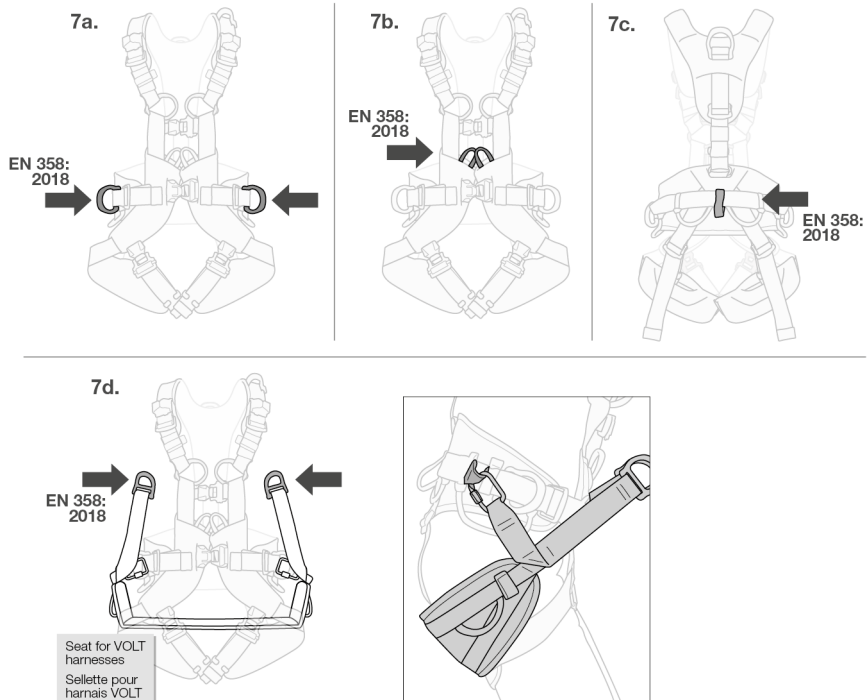 7a.
EN 358:
2018
7b.
EN 358:
2018
7c.
EN 358:
2018
7d.
EN 358:
2018
Seat for VOLT
harnesses
Sellette pour
harnais VOLT